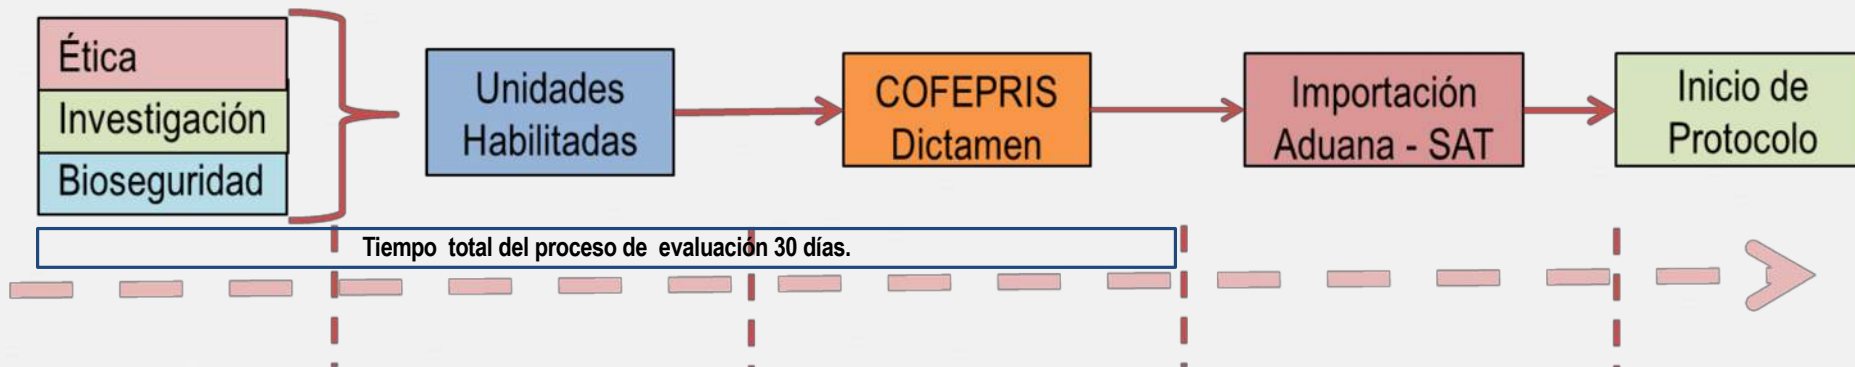 Ética
Investigación
Bioseguridad
Unidades
Habilitadas
COFEPRIS
Dictamen
Importación
Aduana - SAT
Inicio de
Protocolo
Tiempo total del proceso de evaluación 30 días.